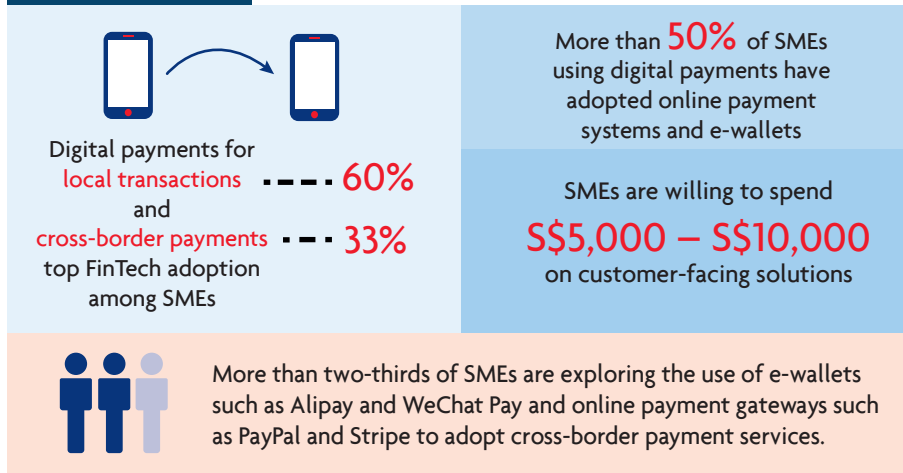 Digital payments for
local transactions 60%
and
cross-border payments 33%
top FinTech adoption
among SMEs
More than 50% of SMEs
using digital payments have
adopted online payment
systems and e-wallets
SMEs are willing to spend
S$5,000 – S$10,000
on customer-facing solutions
More than two-thirds of SMEs are exploring the use of e-wallets
such as Alipay and WeChat Pay and online payment gateways such
as PayPal and Stripe to adopt cross-border payment services.